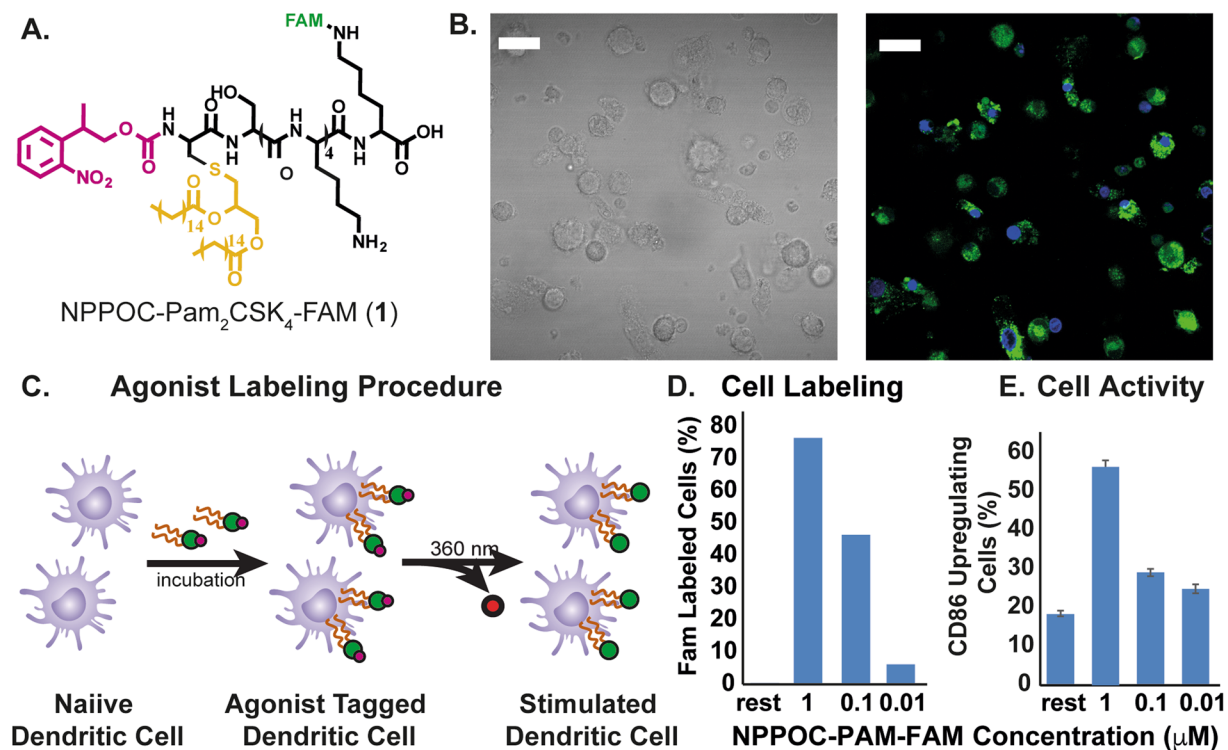 A.
FAM
NH
HO
H
N
O
H
N
O
OH
O
O
N
H
O
N
H
O
4
NO₂
S
O
14
O
14
O
O
NH₂
NPPOC-Pam₂CSK₄-FAM (1)
B.
C. Agonist Labeling Procedure
incubation
360 nm
Naiive
Dendritic Cell
Agonist Tagged
Dendritic Cell
Stimulated
Dendritic Cell
D. Cell Labeling
Fam Labeled Cells (%)
80
70
60
50
40
30
20
10
0
rest 1 0.1 0.01
E. Cell Activity
CD86 Upregulating
Cells (%)
60
50
40
30
20
10
0
rest 1 0.1 0.01
NPPOC-PAM-FAM Concentration (μM)